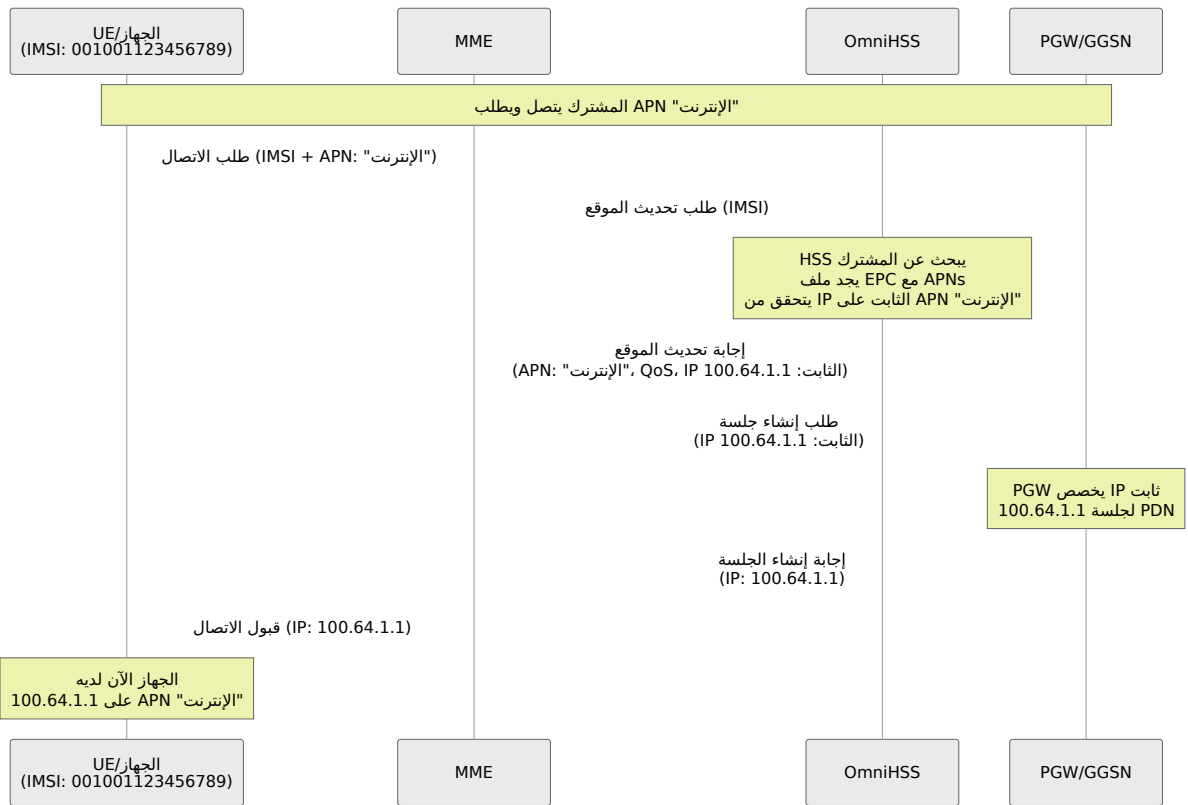 الجهاز/UE
(IMSI: 001001123456789)
MME
OmniHSS
PGW/GGSN
المشترك يتصل ويطلب APN "الإنترنت"
طلب الاتصال (IMSI + APN: "الإنترنت")
طلب تحديث الموقع (IMSI)
HSS يبحث عن المشترك
يجد ملف EPC مع APNs
يتحقق من IP الثابت على APN "الإنترنت"
إجابة تحديث الموقع
(APN: "الإنترنت"، QoS، IP الثابت: 100.64.1.1)
طلب إنشاء جلسة
(IP الثابت: 100.64.1.1)
PGW يخصص IP ثابت
100.64.1.1 لجلسة PDN
إجابة إنشاء الجلسة
(IP: 100.64.1.1)
قبول الاتصال (IP: 100.64.1.1)
الجهاز الآن لديه
100.64.1.1 على APN "الإنترنت"
الجهاز/UE
(IMSI: 001001123456789)
MME
OmniHSS
PGW/GGSN